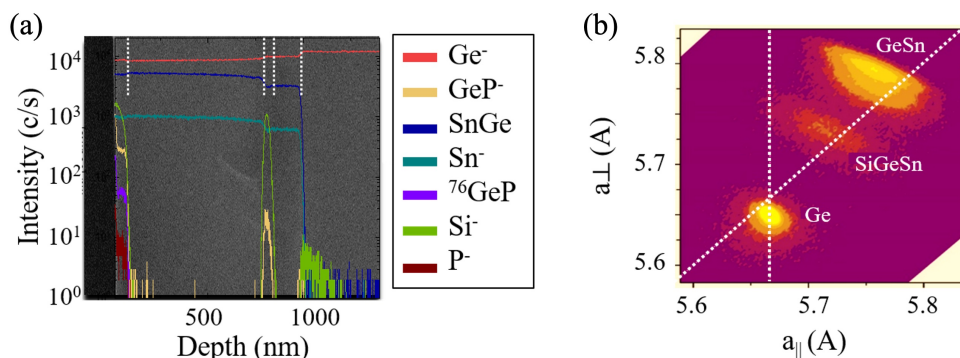 (a)
Intensity (c/s)
10⁴
10³
10²
10¹
10⁰
500
1000
Depth (nm)
Ge⁻
GeP⁻
SnGe
Sn⁻
⁷⁶GeP
Si⁻
P⁻
(b)
a⊥ (A)
5.8
5.7
5.6
GeSn
SiGeSn
Ge
5.6
5.7
5.8
a|| (A)